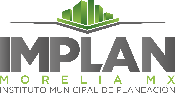 IMPLAN
MORELIA MX
INSTITUTO MUNICIPAL DE PLANEACIÓN